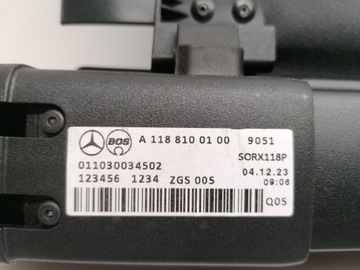 BOS A 118 810 01 00 9051
SORX118P
011030034502 04.12.23
123456 1234 ZGS 005 09:08
Q05